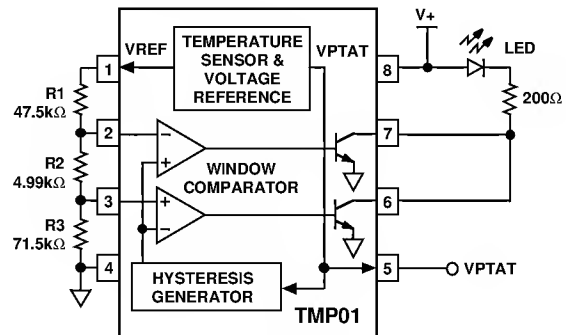 V+
VREF
TEMPERATURE
SENSOR &
VOLTAGE
REFERENCE
VPTAT
LED
1
8
R1
47.5kΩ
200Ω
2
7
–
+
R2
4.99kΩ
WINDOW
COMPARATOR
3
6
+
–
R3
71.5kΩ
4
5
VPTAT
HYSTERESIS
GENERATOR
TMP01